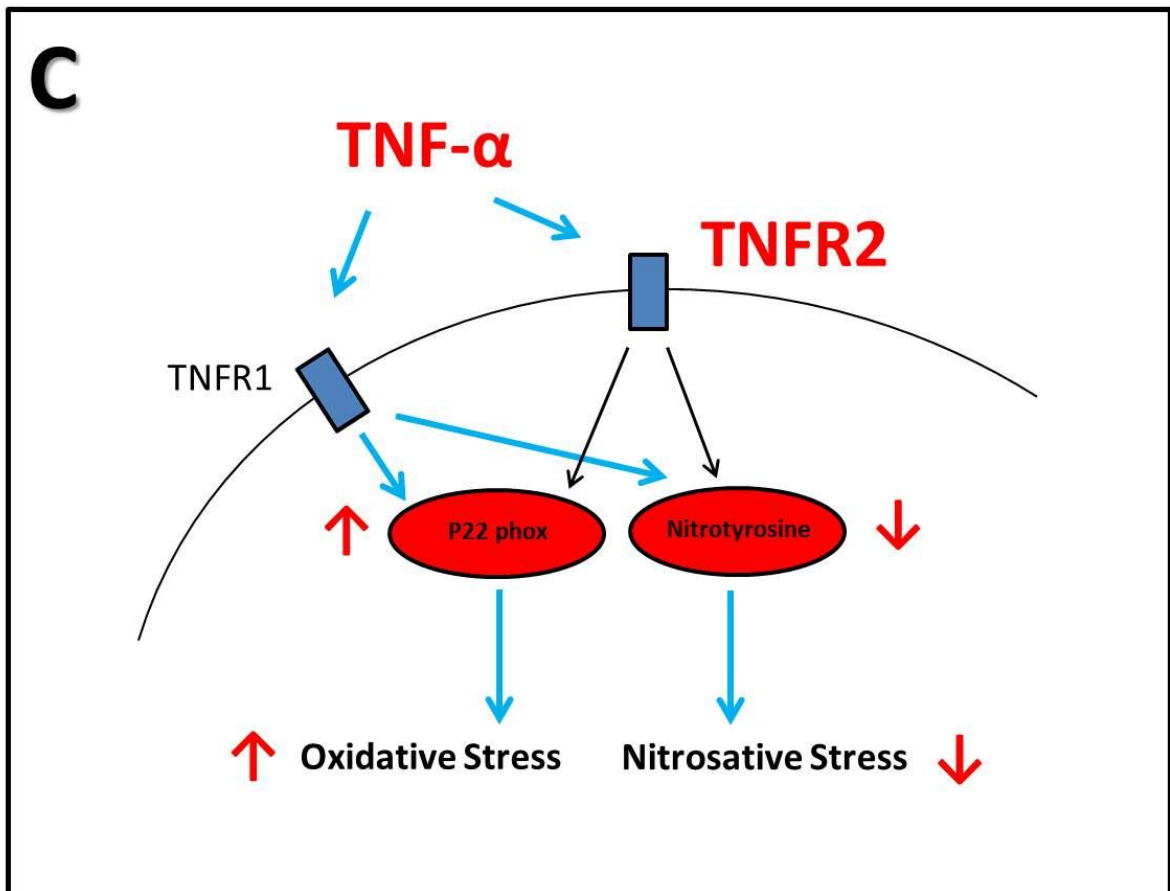 C
TNF-α
TNFR2
TNFR1
P22 phox
Nitrotyrosine
Oxidative Stress
Nitrosative Stress